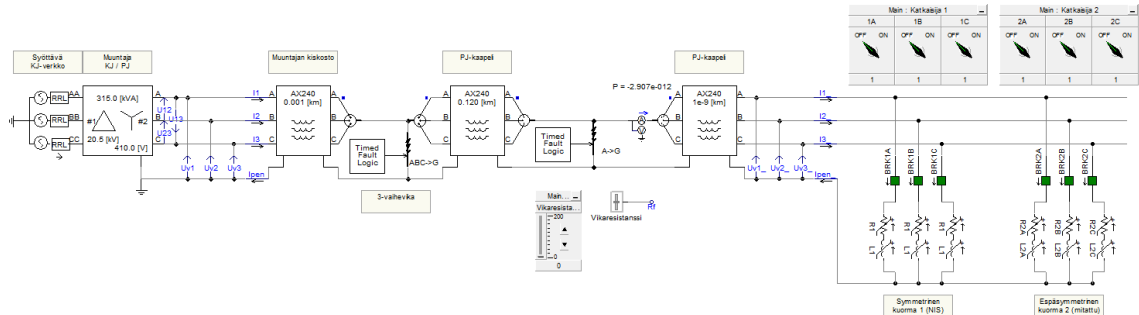 Main : Katkaisija 1
1A 1B 1C
OFF ON OFF ON OFF ON
1 1 1
Main : Katkaisija 2
2A 2B 2C
OFF ON OFF ON OFF ON
1 1 1
Syöttävä
KJ-verkko
Muuntaja
KJ / PJ
Muuntajan kiskosto
PJ-kaapeli
PJ-kaapeli
RRL
RRL
RRL
AA
BB
CC
315.0 [kVA]
#1
#2
20.5 [kV]
410.0 [V]
A
B
C
U12
U13
U23
Uv1
Uv2
Uv3
I1
I2
I3
Ipen
A
B
C
AX240
0.001 [km]
Timed
Fault
Logic
ABC->G
3-vaihevika
A
B
C
AX240
0.120 [km]
Timed
Fault
Logic
A->G
P = -2.907e-012
A
V
A
B
C
AX240
1e-9 [km]
Uv1_
Uv2_
Uv3_
I1_
I2_
I3_
Ipen_
Main...
Vikaresista...
200
0
0
Vikaresistanssi
Rf
BRK1A
BRK1B
BRK1C
R1
R1
R1
L1
L1
L1
BRK2A
BRK2B
BRK2C
R2A
R2B
R2C
L2A
L2B
L2C
Symmetrinen
kuorma 1 (NIS)
Epäsymmetrinen
kuorma 2 (mitattu)